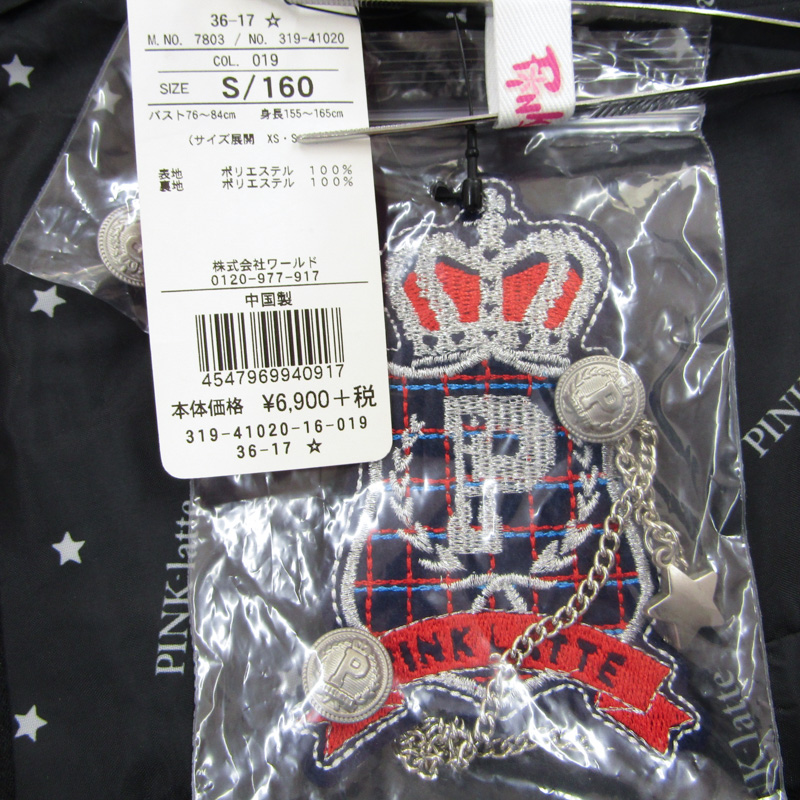 36-17 ☆
M. NO. 7803 / NO. 319-41020
COL. 019
SIZE S/160
バスト76～84cm 身長155～165cm
(サイズ展開 XS・S
表地 ポリエステル 100%
裏地 ポリエステル 100%
株式会社ワールド
0120-977-917
中国製
4547969940917
本体価格 ¥6,900+税
319-41020-16-019
36-17 ☆
P
P
PINK LATTE
P
PINK-latte
PINK-latte
PINK